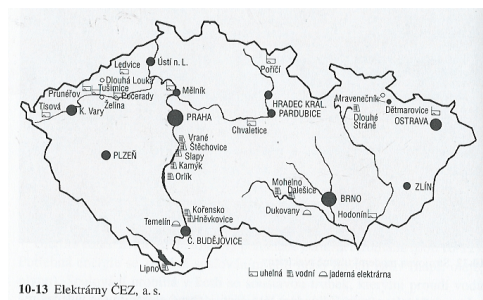 Ústí n. L.
Ledvice
Dlouhá Louka
Tušimice
Prunéřov
Počerady
Želina
Tisová
K. Vary
Mělník
PRAHA
Poříčí
HRADEC KRÁL.
PARDUBICE
Chvaletice
Mravenečník
Dětmarovice
OSTRAVA
Dlouhé
Stráně
Vrané
Štěchovice
Slapy
Kamýk
Orlík
PLZEŇ
Mohelno
Dalešice
BRNO
ZLÍN
Dukovany
Hodonín
Kořensko
Hněvkovice
Temelín
Č. BUDĚJOVICE
Lipno
uhelná vodní jaderná elektrárna
10-13 Elektrárny ČEZ, a. s.